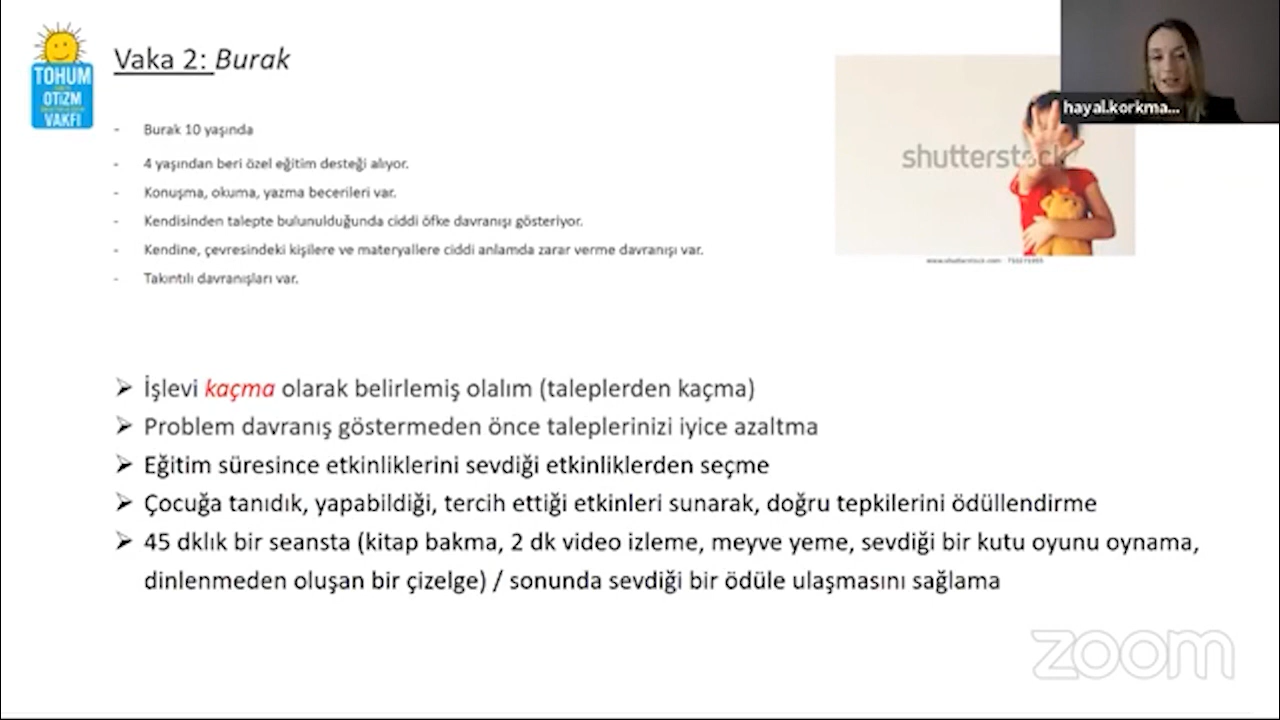 TOHUM
OTİZM
VAKFI
Vaka 2: Burak
- Burak 10 yaşında
- 4 yaşından beri özel eğitim desteği alıyor.
- Konuşma, okuma, yazma becerileri var.
- Kendisinden talepte bulunulduğunda ciddi öfke davranışı gösteriyor.
- Kendine, çevresindeki kişilere ve materyallere ciddi anlamda zarar verme davranışı var.
- Takıntılı davranışları var.
shutterstock
hayal.korkma...
➢ İşlevi kaçma olarak belirlemiş olalım (taleplerden kaçma)
➢ Problem davranış göstermeden önce taleplerinizi iyice azaltma
➢ Eğitim süresince etkinliklerini sevdiği etkinliklerden seçme
➢ Çocuğa tanıdık, yapabildiği, tercih ettiği etkinleri sunarak, doğru tepkilerini ödüllendirme
➢ 45 dklık bir seansta (kitap bakma, 2 dk video izleme, meyve yeme, sevdiği bir kutu oyunu oynama,
dinlenmeden oluşan bir çizelge) / sonunda sevdiği bir ödüle ulaşmasını sağlama
zoom